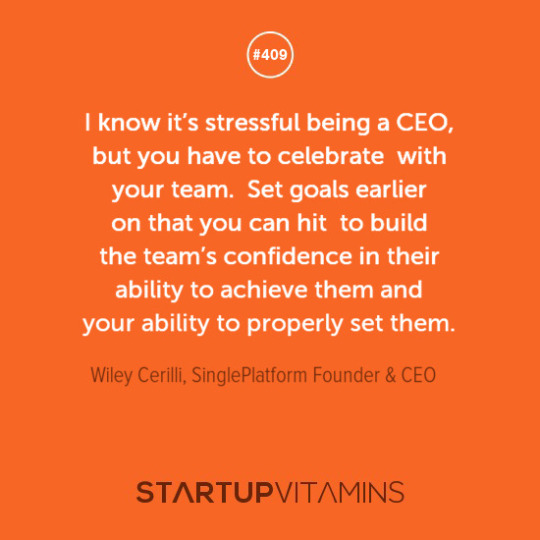 #409
I know it’s stressful being a CEO,
but you have to celebrate  with
your team.  Set goals earlier
on that you can hit  to build
the team’s confidence in their
ability to achieve them and
your ability to properly set them.
Wiley Cerilli, SinglePlatform Founder & CEO
STARTUPVITAMINS